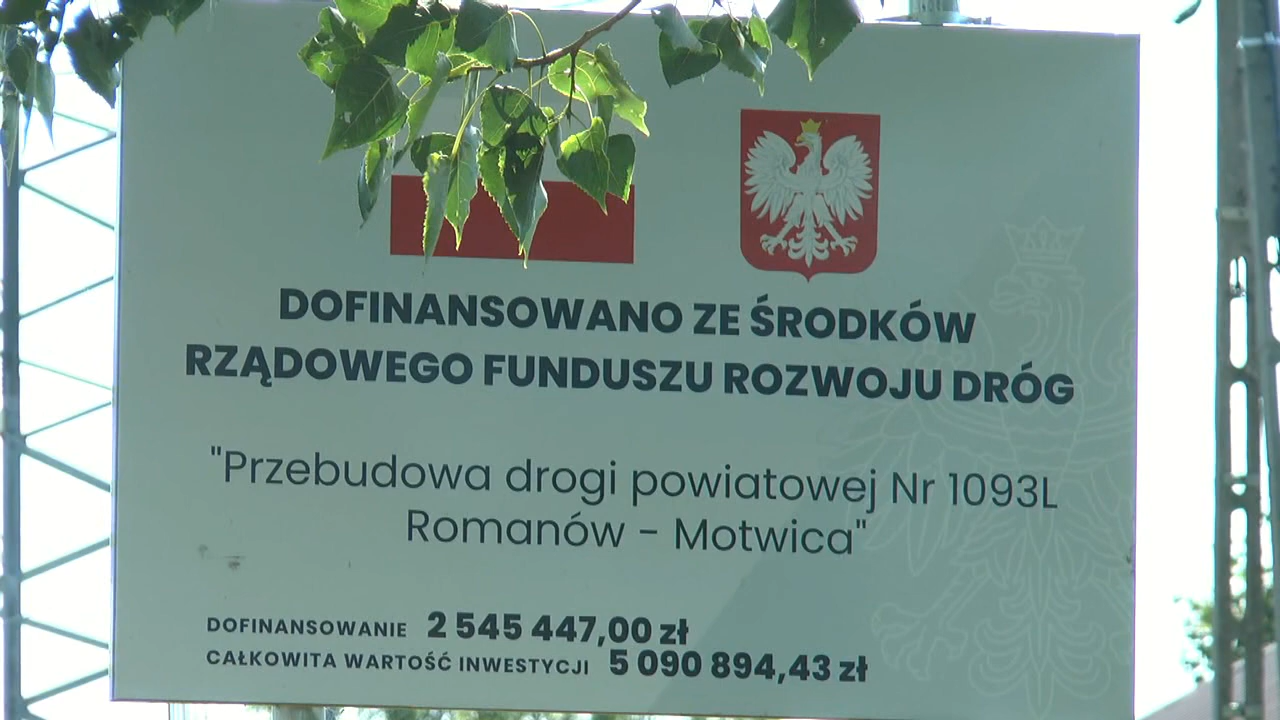 DOFINANSOWANO ZE ŚRODKÓW
RZĄDOWEGO FUNDUSZU ROZWOJU DRÓG
"Przebudowa drogi powiatowej Nr 1093L
Romanów - Motwica"
DOFINANSOWANIE 2 545 447,00 zł
CAŁKOWITA WARTOŚĆ INWESTYCJI 5 090 894,43 zł